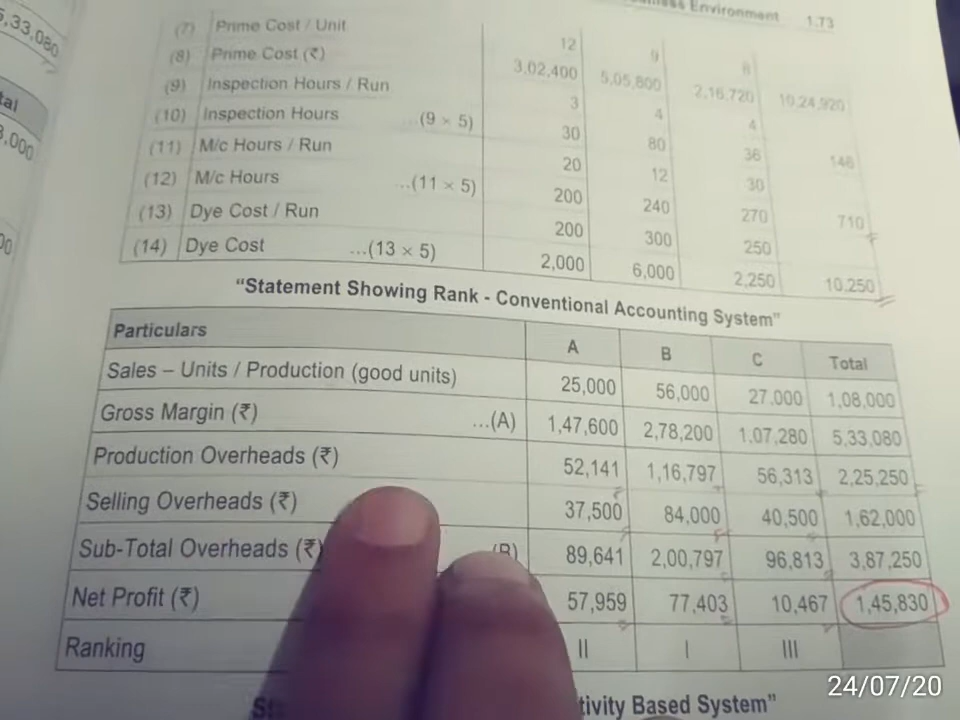 Environment 1.73
5,33,080
(7) Prime Cost / Unit 12 9 8
(8) Prime Cost (₹) 3,02,400 5,05,800 2,16,720 10,24,920
(9) Inspection Hours / Run 3 4 4
(10) Inspection Hours ...(9 × 5) 30 80 36 146
(11) M/c Hours / Run 20 12 30
(12) M/c Hours ...(11 × 5) 200 240 270 710
(13) Dye Cost / Run 200 300 250
(14) Dye Cost ...(13 × 5) 2,000 6,000 2,250 10,250
"Statement Showing Rank - Conventional Accounting System"
Particulars A B C Total
Sales – Units / Production (good units) 25,000 56,000 27,000 1,08,000
Gross Margin (₹) ...(A) 1,47,600 2,78,200 1,07,280 5,33,080
Production Overheads (₹) 52,141 1,16,797 56,313 2,25,250
Selling Overheads (₹) 37,500 84,000 40,500 1,62,000
Sub-Total Overheads (₹) (B) 89,641 2,00,797 96,813 3,87,250
Net Profit (₹) 57,959 77,403 10,467 1,45,830
Ranking II I III
tivity Based System"
24/07/20